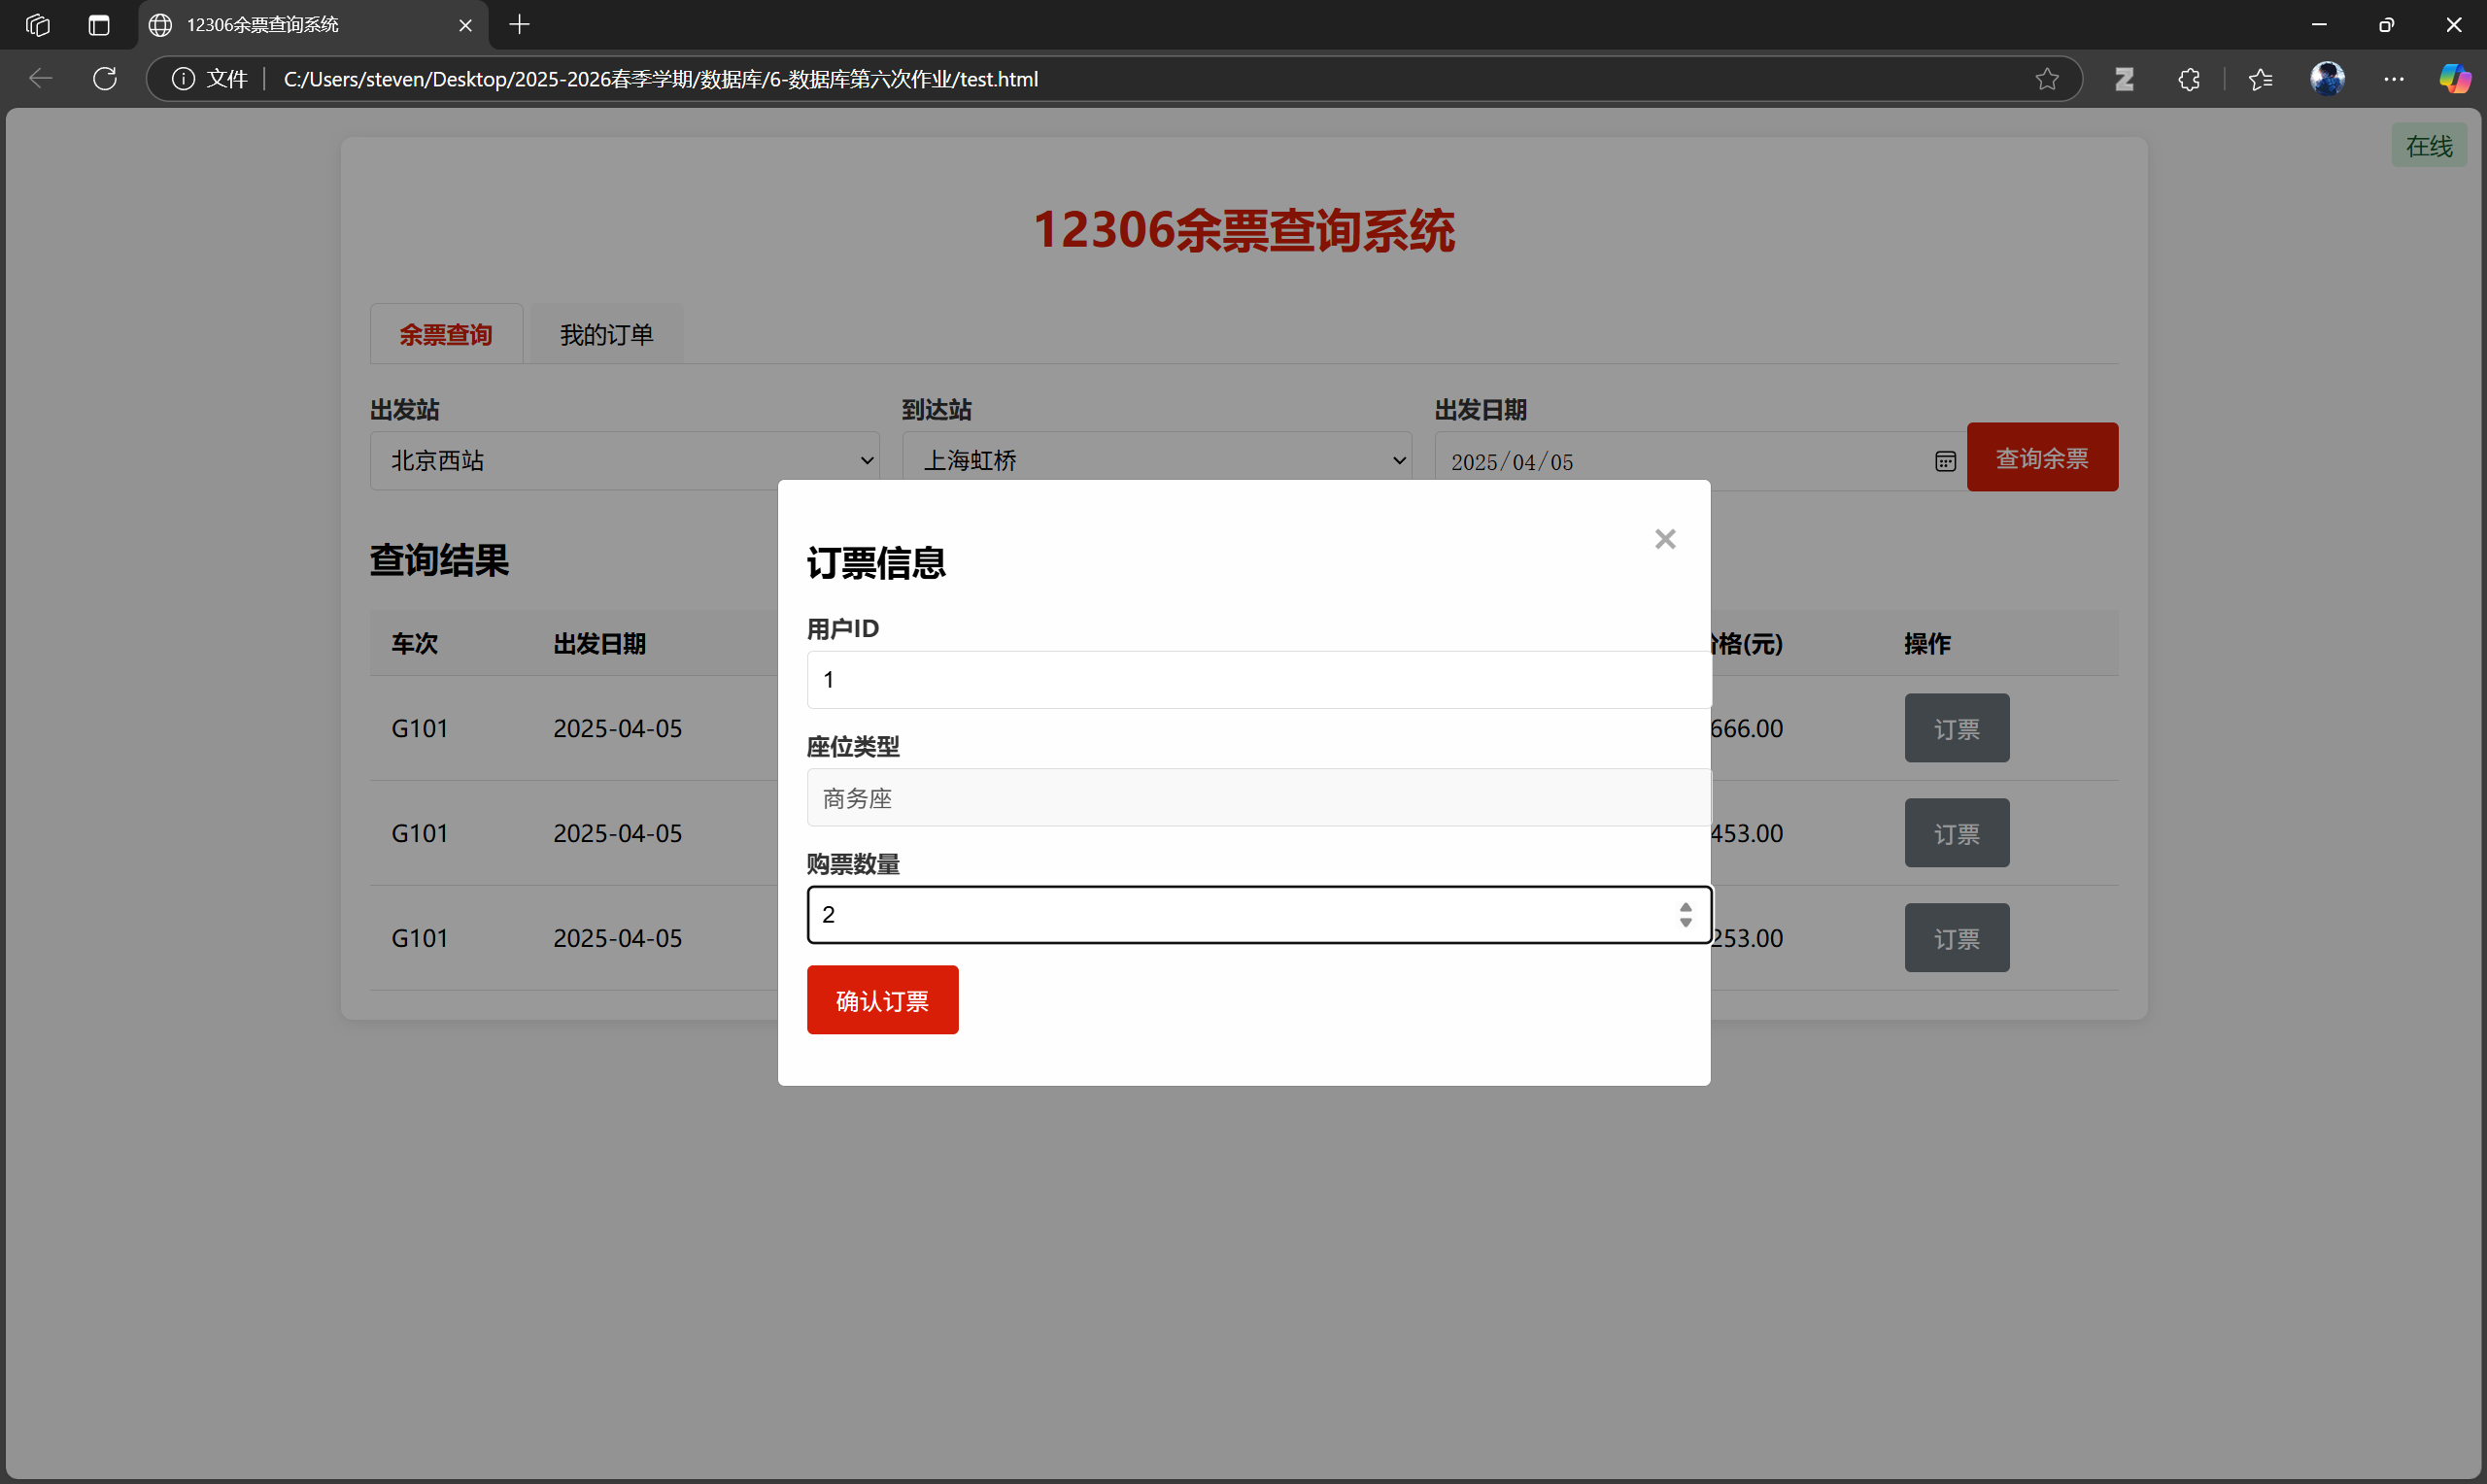 12306余票查询系统
文件
C:/Users/steven/Desktop/2025-2026春季学期/数据库/6-数据库第六次作业/test.html
在线
12306余票查询系统
余票查询 我的订单
出发站 到达站 出发日期
北京西站 上海虹桥 2025/04/05 查询余票
查询结果
车次 出发日期 格(元) 操作
G101 2025-04-05 666.00 订票
G101 2025-04-05 453.00 订票
G101 2025-04-05 253.00 订票
×
订票信息
用户ID
1
座位类型
商务座
购票数量
2
确认订票